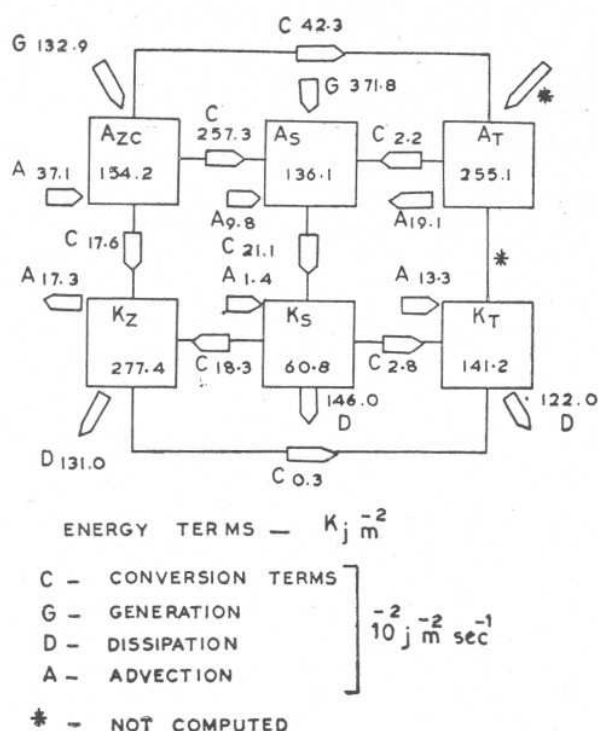 C 42.3
G 132.9
G 371.8
*
AZC
154.2
C
257.3
AS
136.1
C 2.2
AT
255.1
A 37.1
A9.8
A19.1
C 17.6
C 21.1
*
A 17.3
A 1.4
A 13.3
KZ
277.4
KS
60.8
KT
141.2
C 18.3
C 2.8
D 131.0
146.0
D
122.0
D
C 0.3
ENERGY TERMS — Kj m⁻²
C – CONVERSION TERMS
G – GENERATION
D – DISSIPATION
A – ADVECTION
10⁻² j m⁻² sec⁻¹
* – NOT COMPUTED